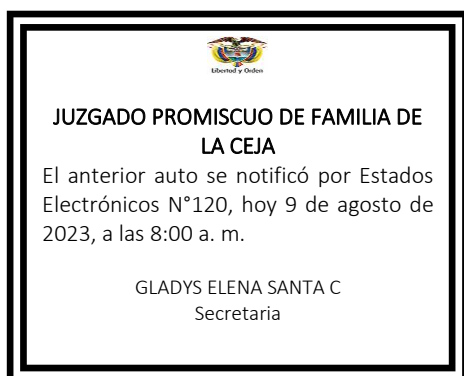 Libertad y Orden
JUZGADO PROMISCUO DE FAMILIA DE
LA CEJA
El anterior auto se notificó por Estados
Electrónicos N°120, hoy 9 de agosto de
2023, a las 8:00 a. m.
GLADYS ELENA SANTA C
Secretaria